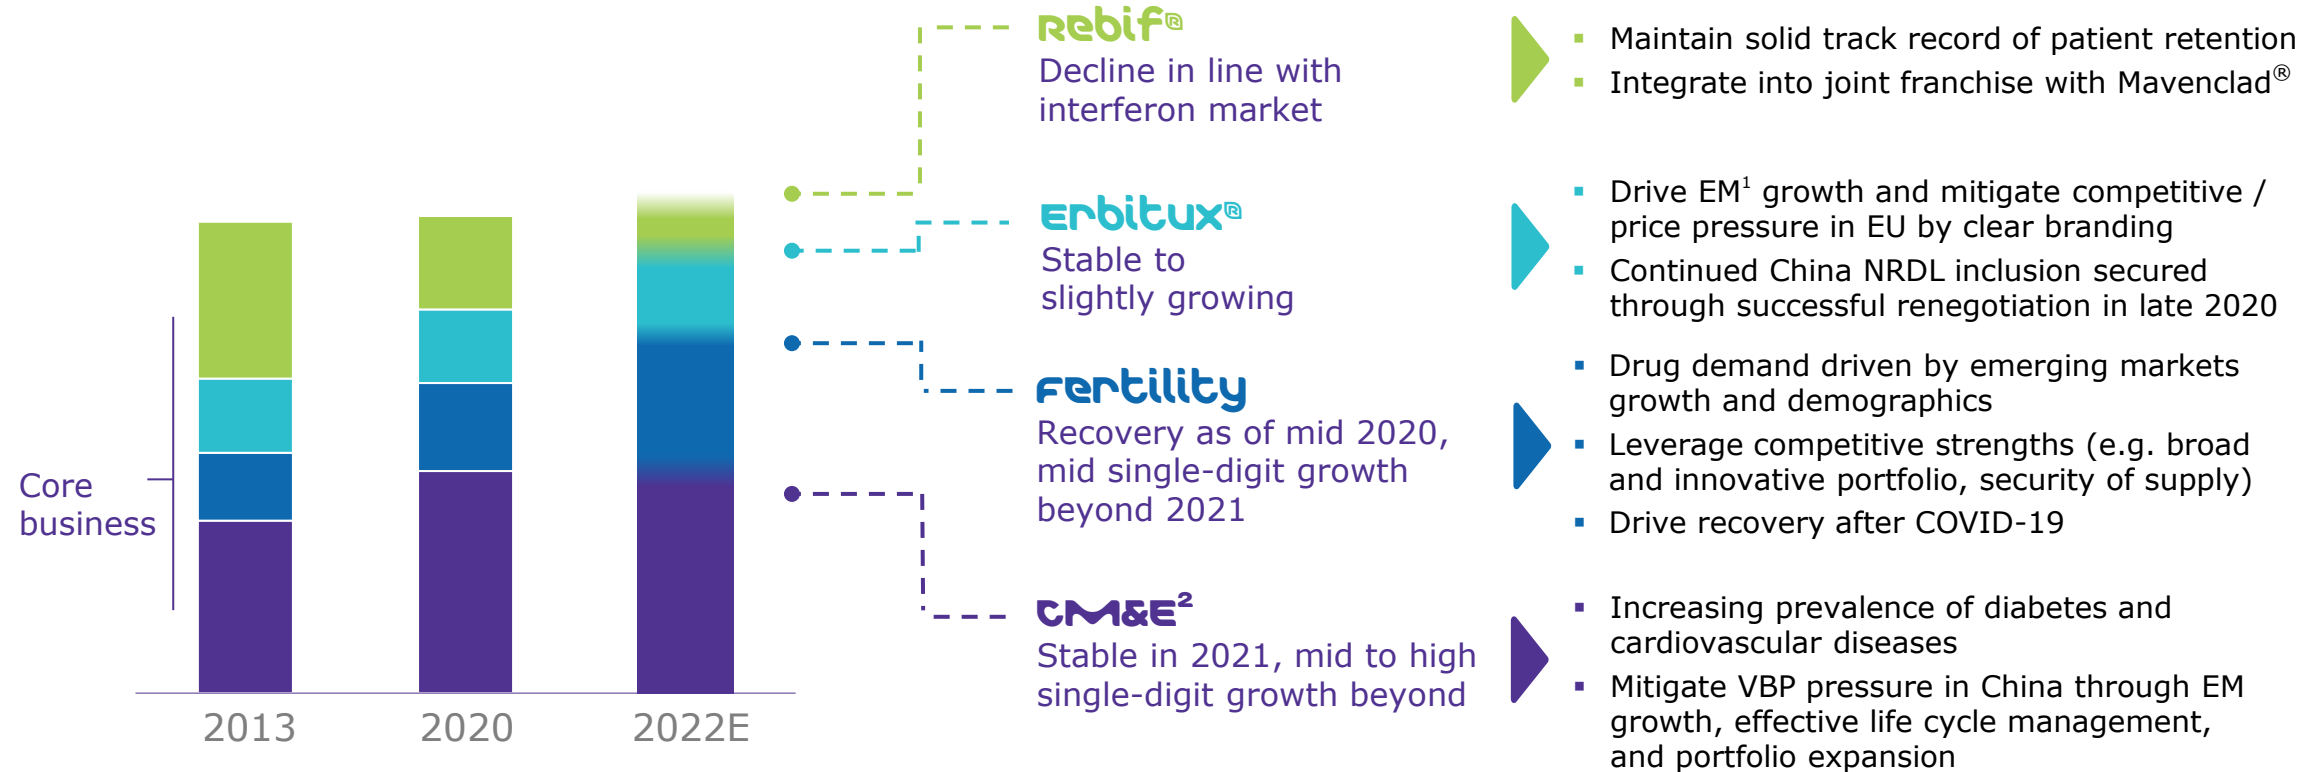 Core
business
2013
2020
2022E
Rebif®
Decline in line with
interferon market
Erbitux®
Stable to
slightly growing
Fertility
Recovery as of mid 2020,
mid single-digit growth
beyond 2021
CM&E²
Stable in 2021, mid to high
single-digit growth beyond
▪ Maintain solid track record of patient retention
▪ Integrate into joint franchise with Mavenclad®
▪ Drive EM¹ growth and mitigate competitive /
price pressure in EU by clear branding
▪ Continued China NRDL inclusion secured
through successful renegotiation in late 2020
▪ Drug demand driven by emerging markets
growth and demographics
▪ Leverage competitive strengths (e.g. broad
and innovative portfolio, security of supply)
▪ Drive recovery after COVID-19
▪ Increasing prevalence of diabetes and
cardiovascular diseases
▪ Mitigate VBP pressure in China through EM
growth, effective life cycle management,
and portfolio expansion